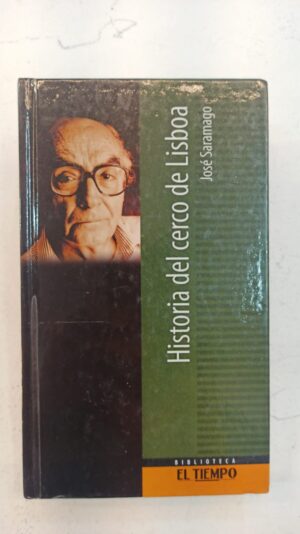 Historia del cerco de Lisboa
José Saramago
BIBLIOTECA
EL TIEMPO